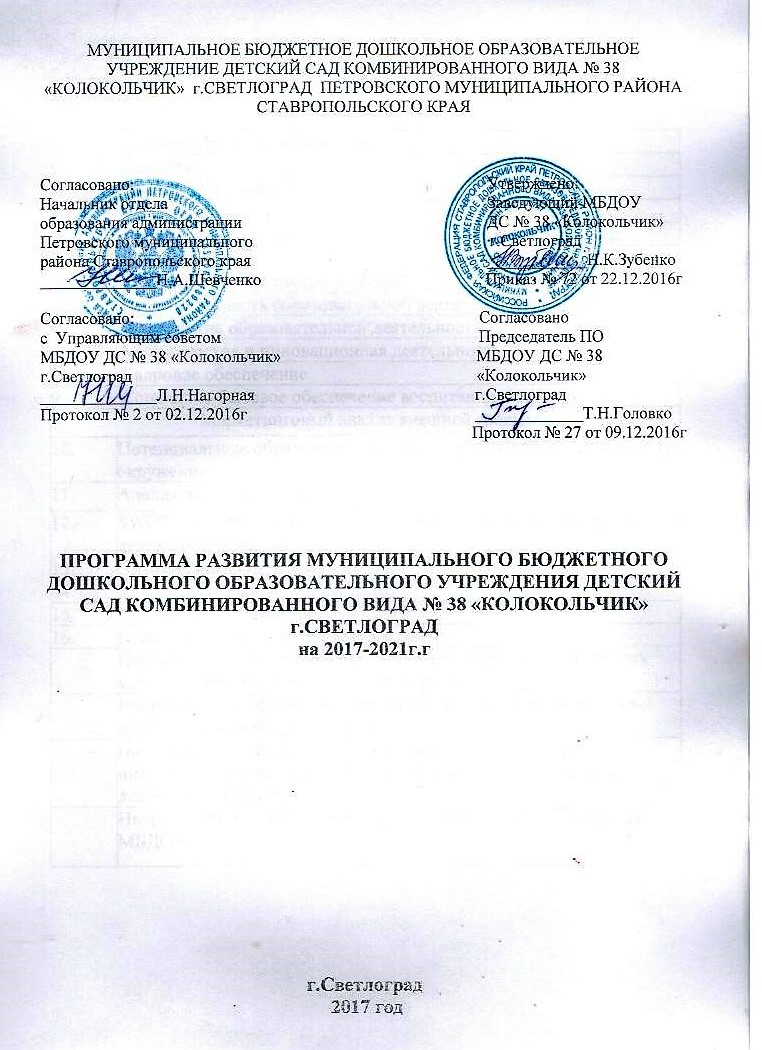 МУНИЦИПАЛЬНОЕ БЮДЖЕТНОЕ ДОШКОЛЬНОЕ ОБРАЗОВАТЕЛЬНОЕ
УЧРЕЖДЕНИЕ ДЕТСКИЙ САД КОМБИНИРОВАННОГО ВИДА № 38
«КОЛОКОЛЬЧИК» г.СВЕТЛОГРАД ПЕТРОВСКОГО МУНИЦИПАЛЬНОГО РАЙОНА
СТАВРОПОЛЬСКОГО КРАЯ
Согласовано:
Начальник отдела
образования администрации
Петровского муниципального
района Ставропольского края
Н.А.Шевченко
Утверждено:
Заведующий МБДОУ
ДС № 38 «Колокольчик»
Светлоград
Н.К.Зубенко
Приказ № 72 от 22.12.2016г
Согласовано:
с Управляющим советом
МБДОУ ДС № 38 «Колокольчик»
г.Светлоград
Л.Н.Нагорная
Протокол № 2 от 02.12.2016г
Согласовано
Председатель ПО
МБДОУ ДС № 38
«Колокольчик»
г.Светлоград
Т.Н.Головко
Протокол № 27 от 09.12.2016г
ПРОГРАММА РАЗВИТИЯ МУНИЦИПАЛЬНОГО БЮДЖЕТНОГО
ДОШКОЛЬНОГО ОБРАЗОВАТЕЛЬНОГО УЧРЕЖДЕНИЯ ДЕТСКИЙ
САД КОМБИНИРОВАННОГО ВИДА № 38 «КОЛОКОЛЬЧИК»
г.СВЕТЛОГРАД
на 2017-2021г.г
г.Светлоград
2017 год